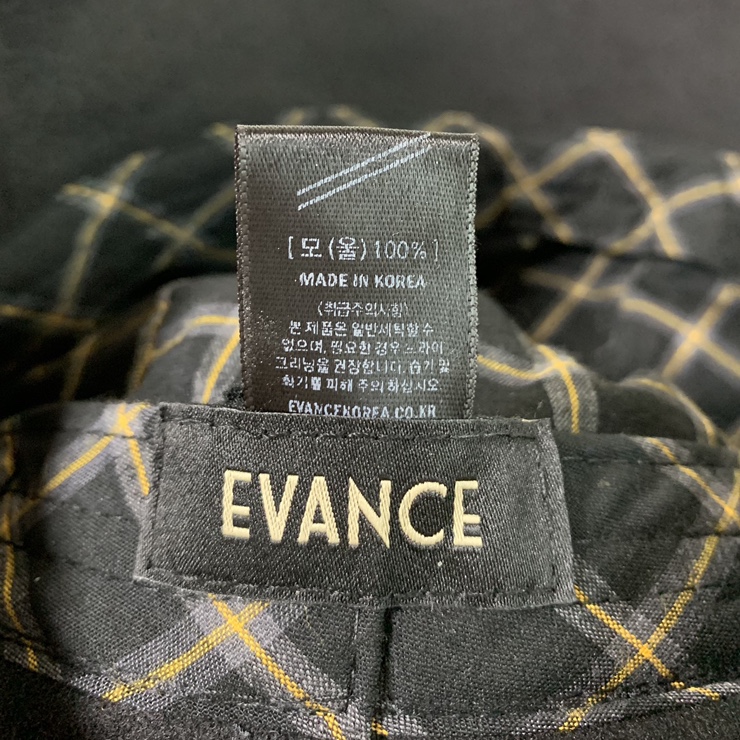 [ 모(울)100% ]
MADE IN KOREA
(취급주의사항)
본 제품은 일반세탁할 수
없으며, 필요한 경우 드라이
크리닝을 권장합니다. 습기 및
화기를 피해 주의하십시오.
EVANCEKOREA.CO.KR
EVANCE